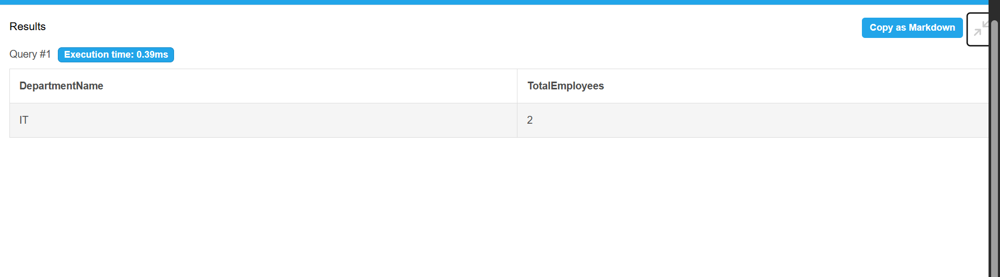 Results
Copy as Markdown
Query #1 Execution time: 0.39ms
DepartmentName TotalEmployees
IT 2